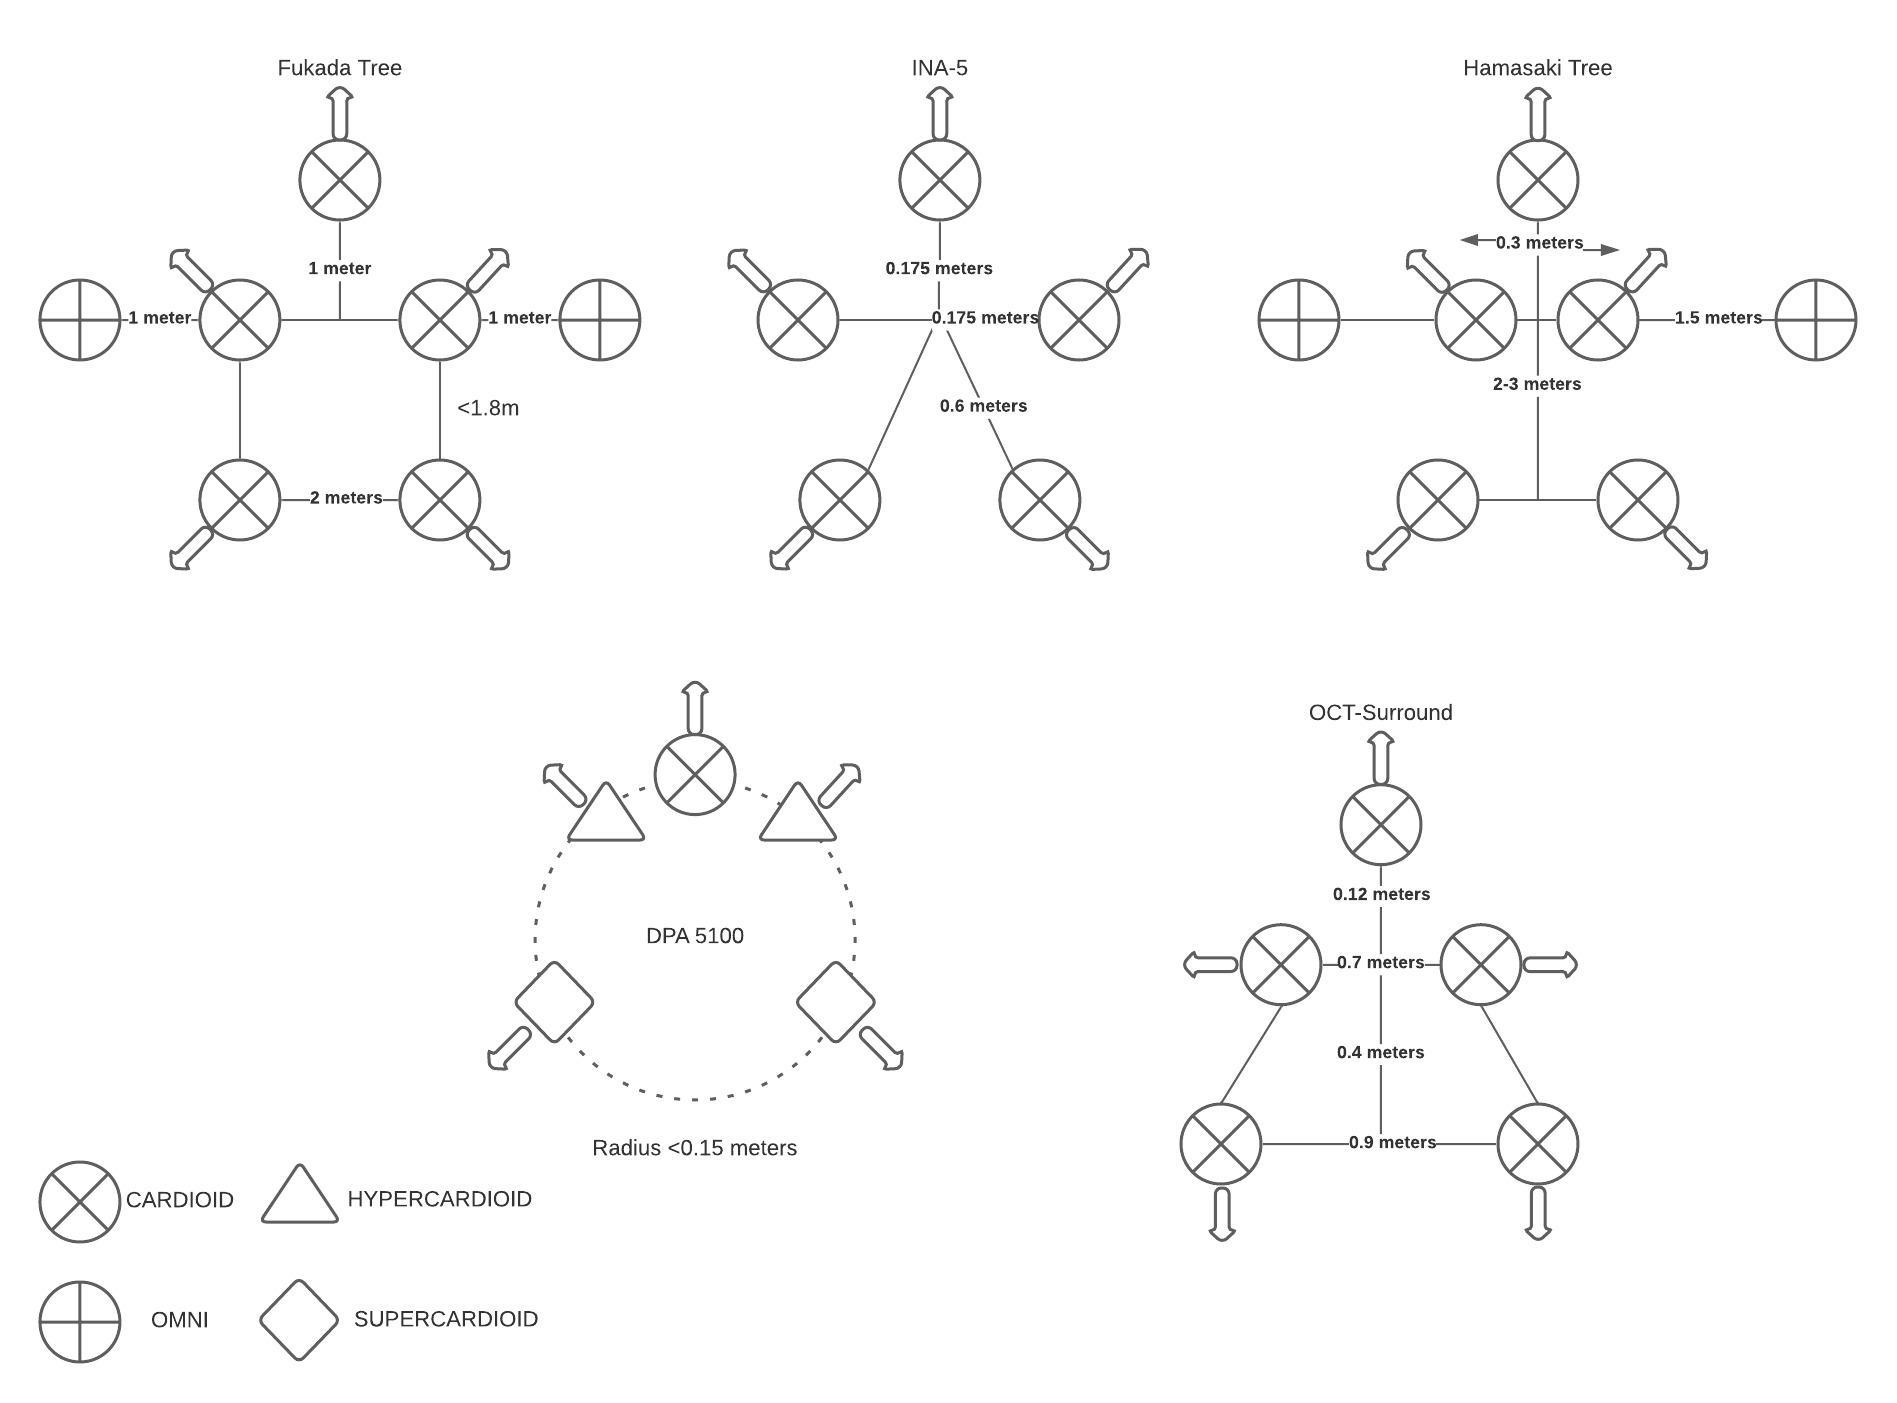 Fukada Tree
INA-5
Hamasaki Tree
1 meter
1 meter
1 meter
<1.8m
2 meters
0.175 meters
0.175 meters
0.6 meters
0.3 meters
1.5 meters
2-3 meters
DPA 5100
Radius <0.15 meters
OCT-Surround
0.12 meters
0.7 meters
0.4 meters
0.9 meters
CARDIOID
HYPERCARDIOID
OMNI
SUPERCARDIOID